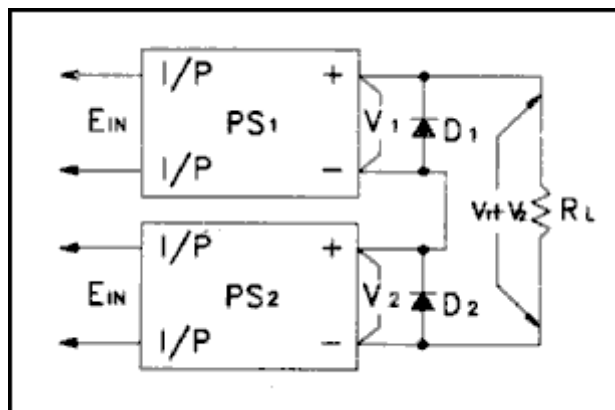 I/P +
EIN PS1 V1 D1
I/P −
V1+V2 RL
I/P +
EIN PS2 V2 D2
I/P −